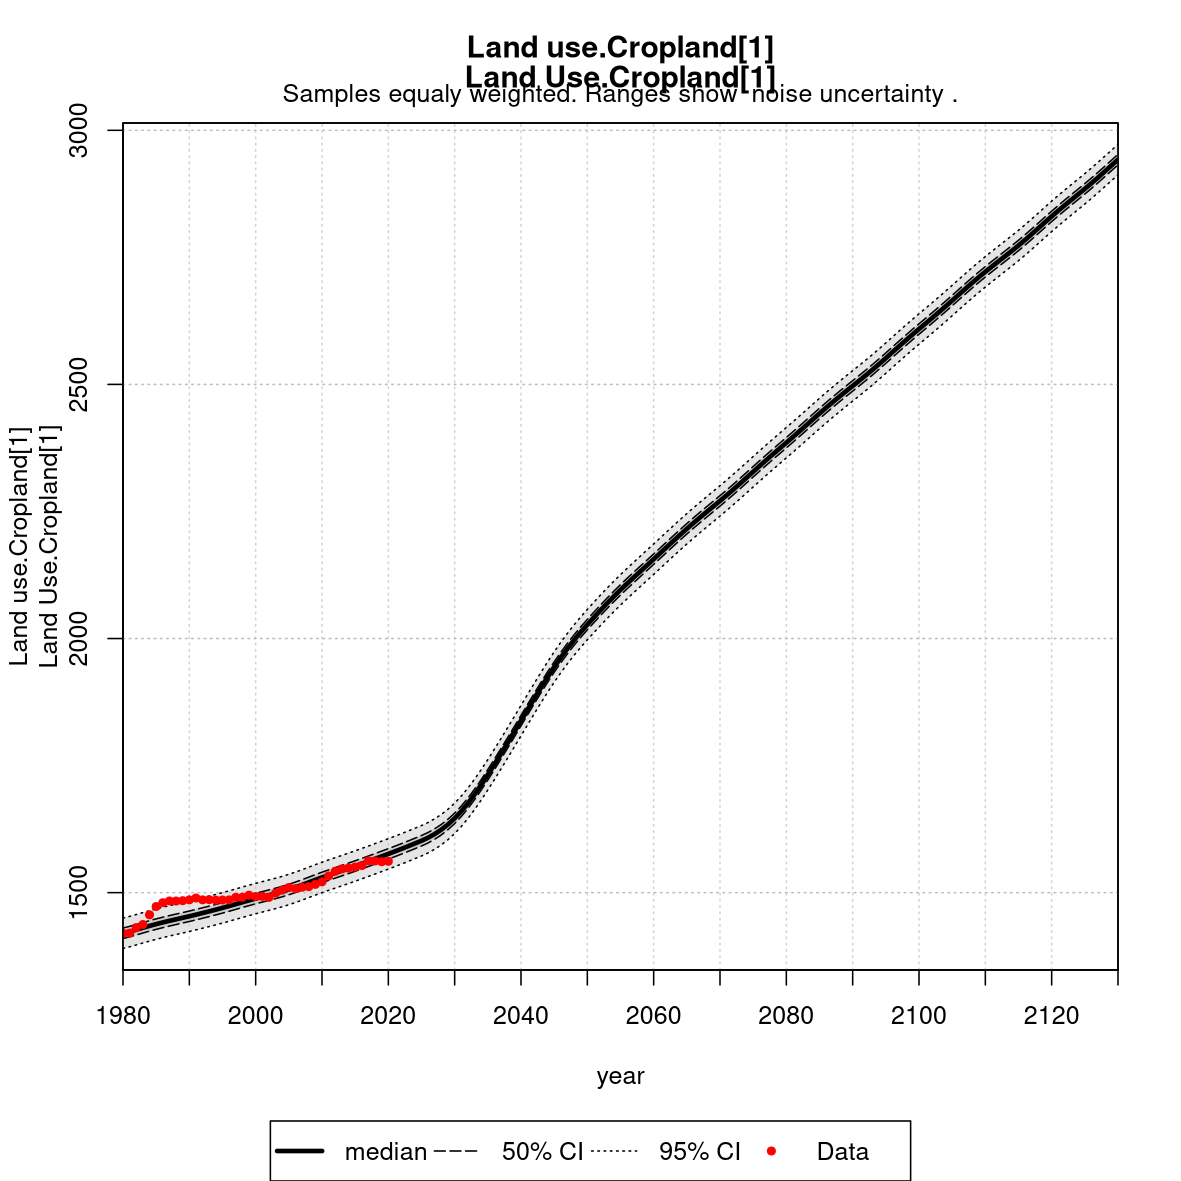 Land use.Cropland[1]
Land Use.Cropland[1]
Samples equaly weighted. Ranges show  noise uncertainty .
3000
2500
2000
1500
Land use.Cropland[1]
Land Use.Cropland[1]
1980 2000 2020 2040 2060 2080 2100 2120
year
median 50% CI 95% CI Data